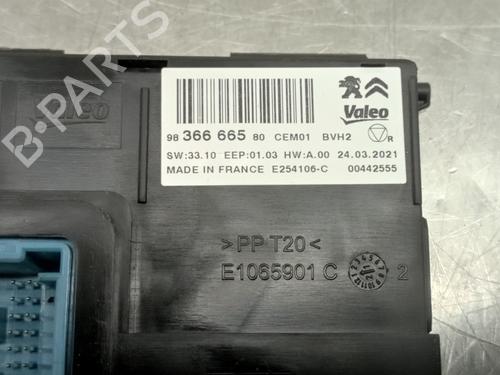 B-PARTS
Valeo
Valeo
98 366 665 80 CEM01 BVH2 R
SW:33.10 EEP:01.03 HW:A.00 24.03.2021
MADE IN FRANCE E254106-C 00442555
>PP T20<
E1065901 C 2